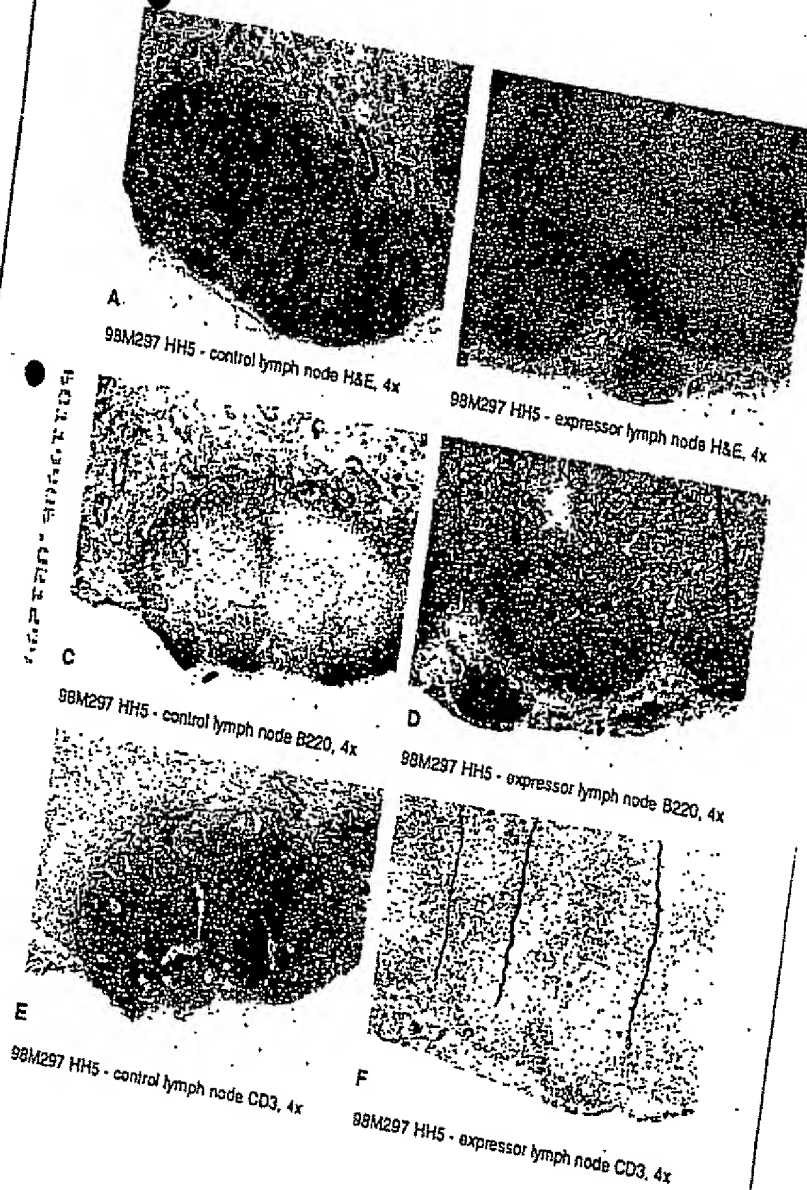 A
98M297 HH5 - control lymph node H&E, 4x
98M297 HH5 - expressor lymph node H&E, 4x
C
98M297 HH5 - control lymph node B220, 4x
D
98M297 HH5 - expressor lymph node B220, 4x
E
98M297 HH5 - control lymph node CD3, 4x
F
98M297 HH5 - expressor lymph node CD3, 4x